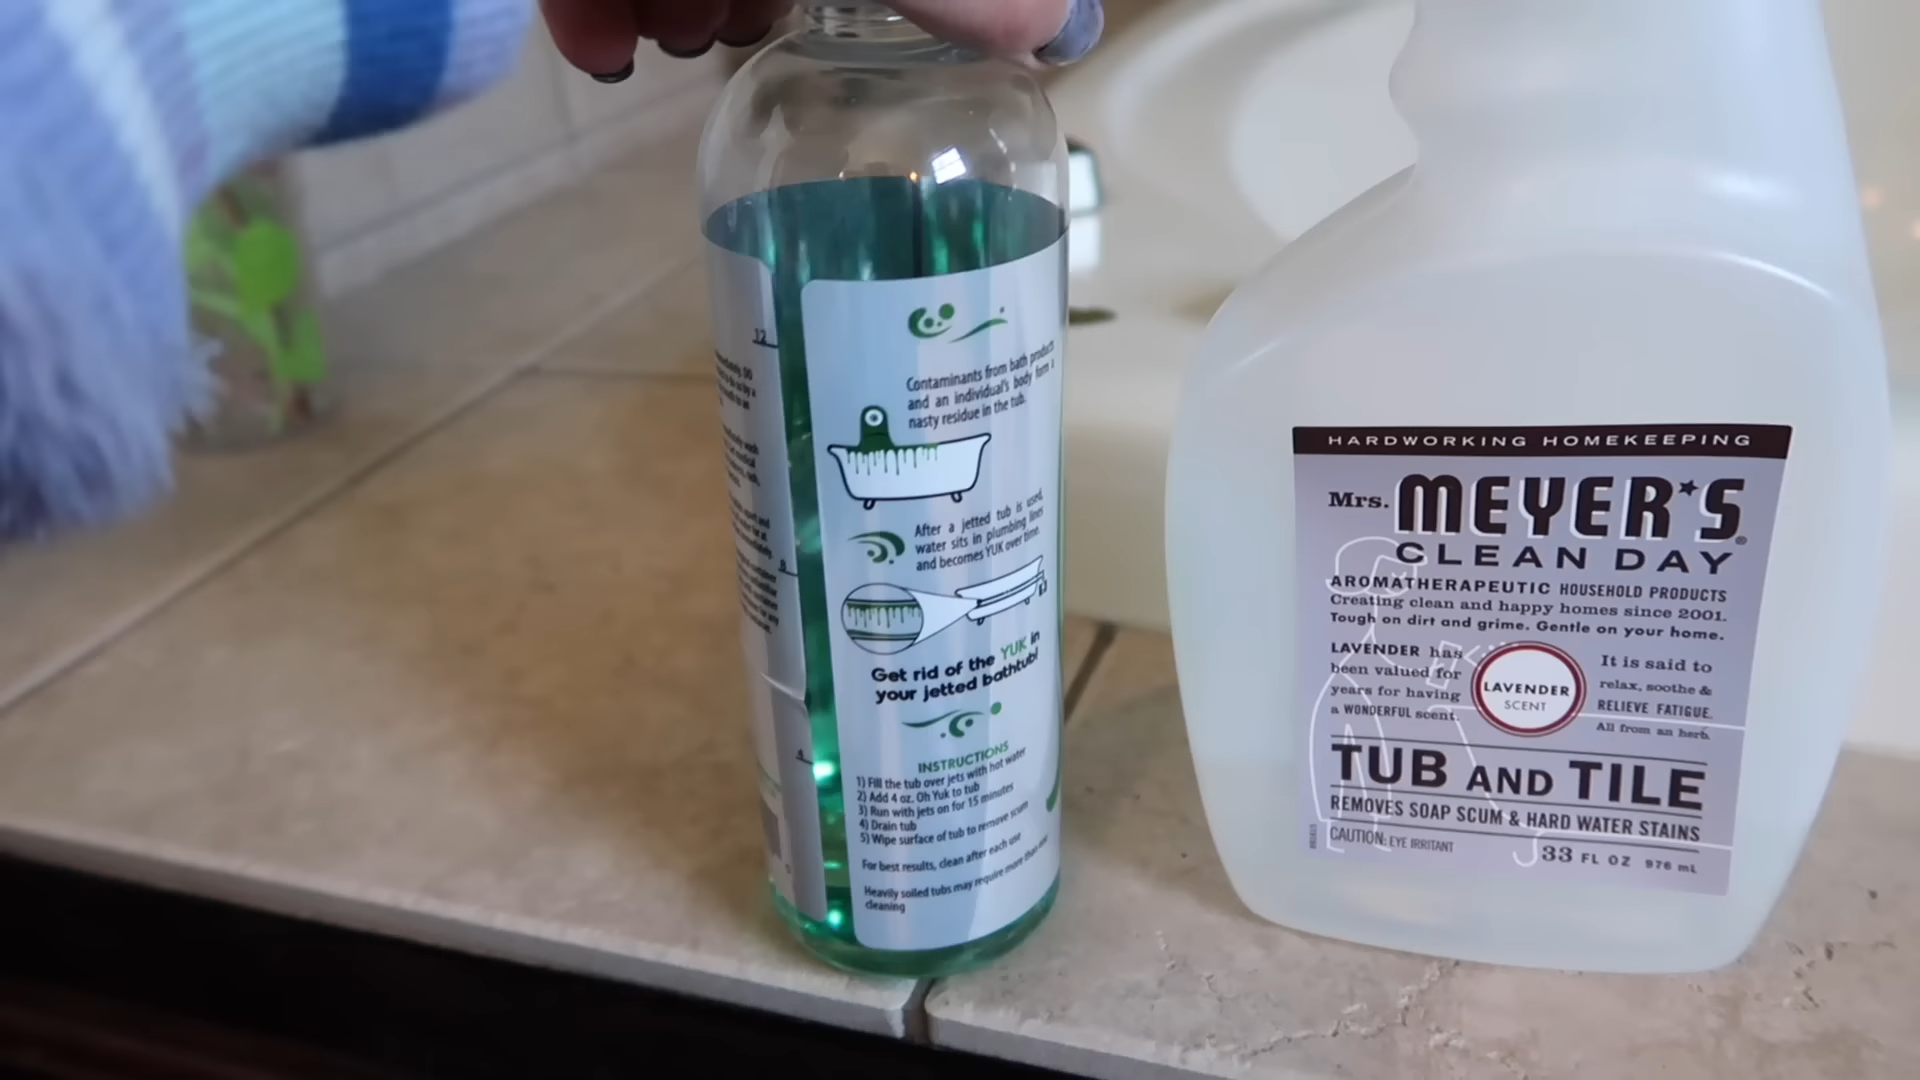 12
8
4
Contaminants from bath products
and an individual's body form a
nasty residue in the tub.
After a jetted tub is used,
water sits in plumbing lines
and becomes YUK over time.
Get rid of the YUK in
your jetted bathtub!
INSTRUCTIONS
1) Fill the tub over jets with hot water
2) Add 4 oz. Oh Yuk to tub
3) Run with jets on for 15 minutes
4) Drain tub
5) Wipe surface of tub to remove scum
For best results, clean after each use
Heavily soiled tubs may require more than one
cleaning
HARDWORKING HOMEKEEPING
Mrs. MEYER'S®
CLEAN DAY
AROMATHERAPEUTIC HOUSEHOLD PRODUCTS
Creating clean and happy homes since 2001.
Tough on dirt and grime. Gentle on your home.
LAVENDER has
been valued for
years for having
a WONDERFUL scent.
LAVENDER
SCENT
It is said to
relax, soothe &
RELIEVE FATIGUE.
All from an herb.
TUB AND TILE
REMOVES SOAP SCUM & HARD WATER STAINS
CAUTION: EYE IRRITANT
33 FL OZ 976 mL